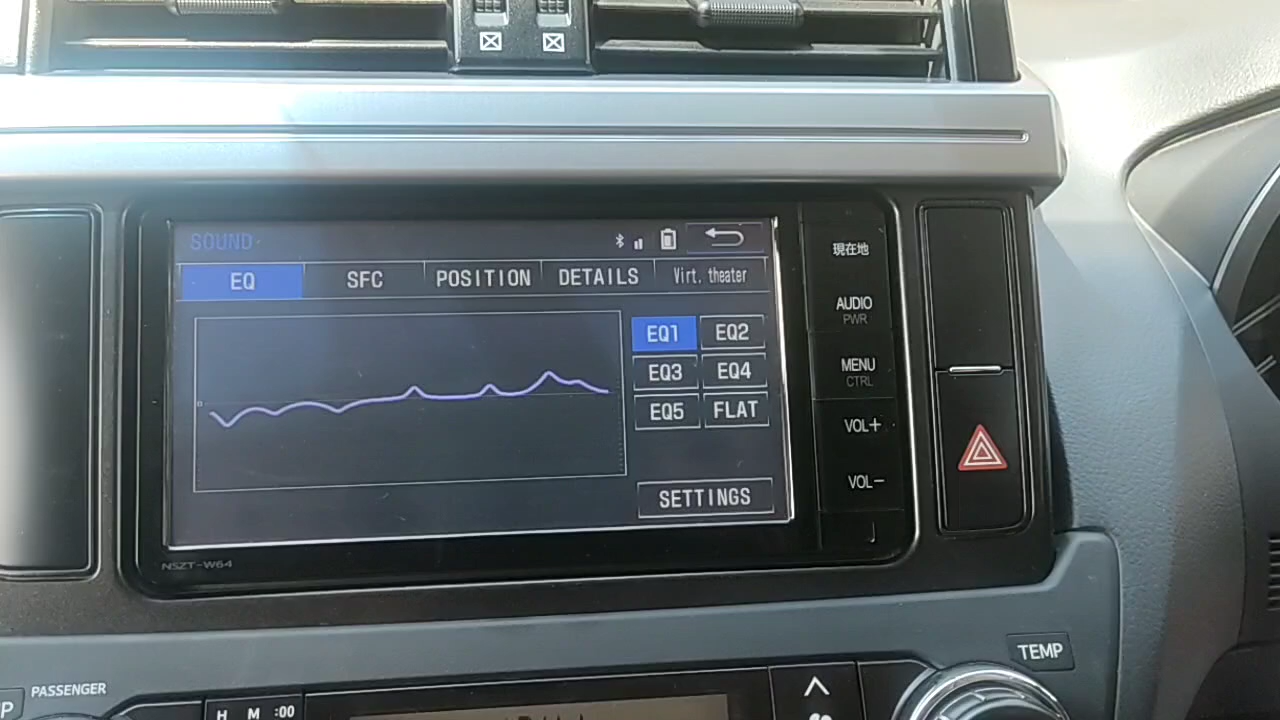 SOUND
EQ SFC POSITION DETAILS Virt. theater
EQ1 EQ2
EQ3 EQ4
EQ5 FLAT
SETTINGS
0
現在地
AUDIO
PWR
MENU
CTRL
VOL+
VOL-
NSZT-W64
TEMP
PASSENGER
P
H M :00